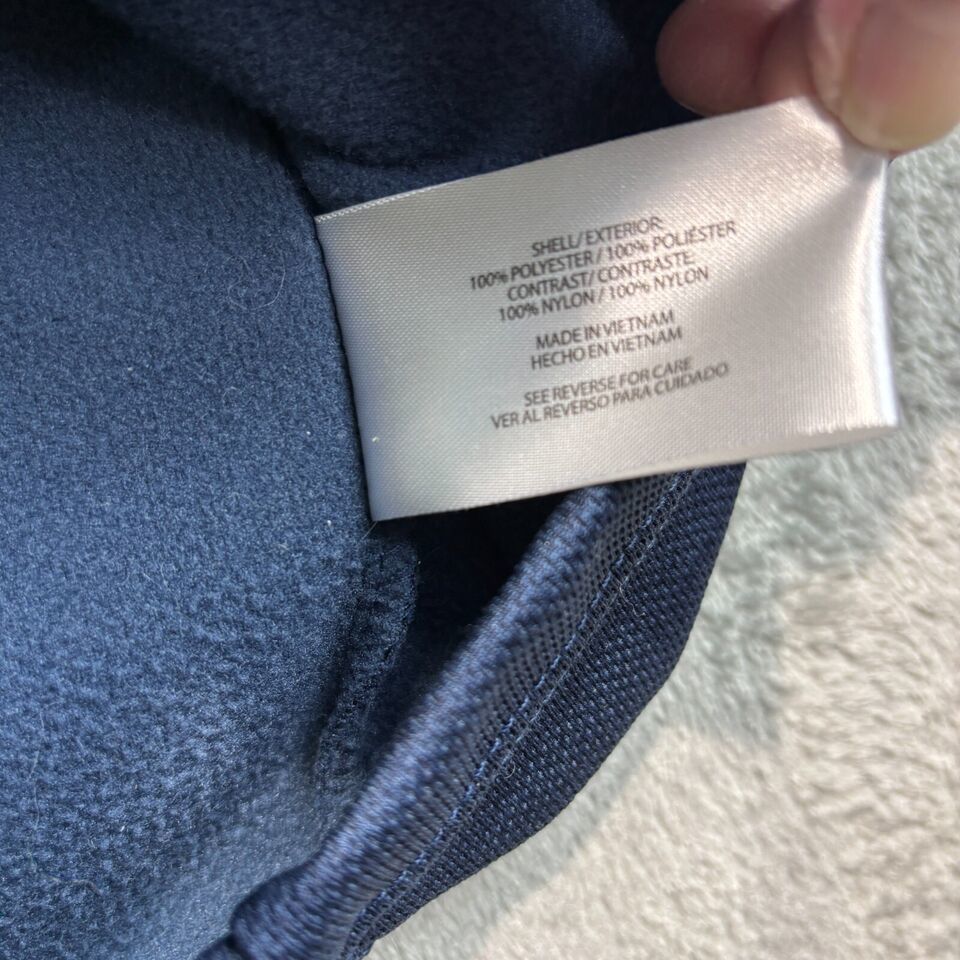 SHELL/EXTERIOR:
100% POLYESTER / 100% POLIÉSTER
CONTRAST/ CONTRASTE
100% NYLON / 100% NYLON
MADE IN VIETNAM
HECHO EN VIETNAM
SEE REVERSE FOR CARE
VER AL REVERSO PARA CUIDADO